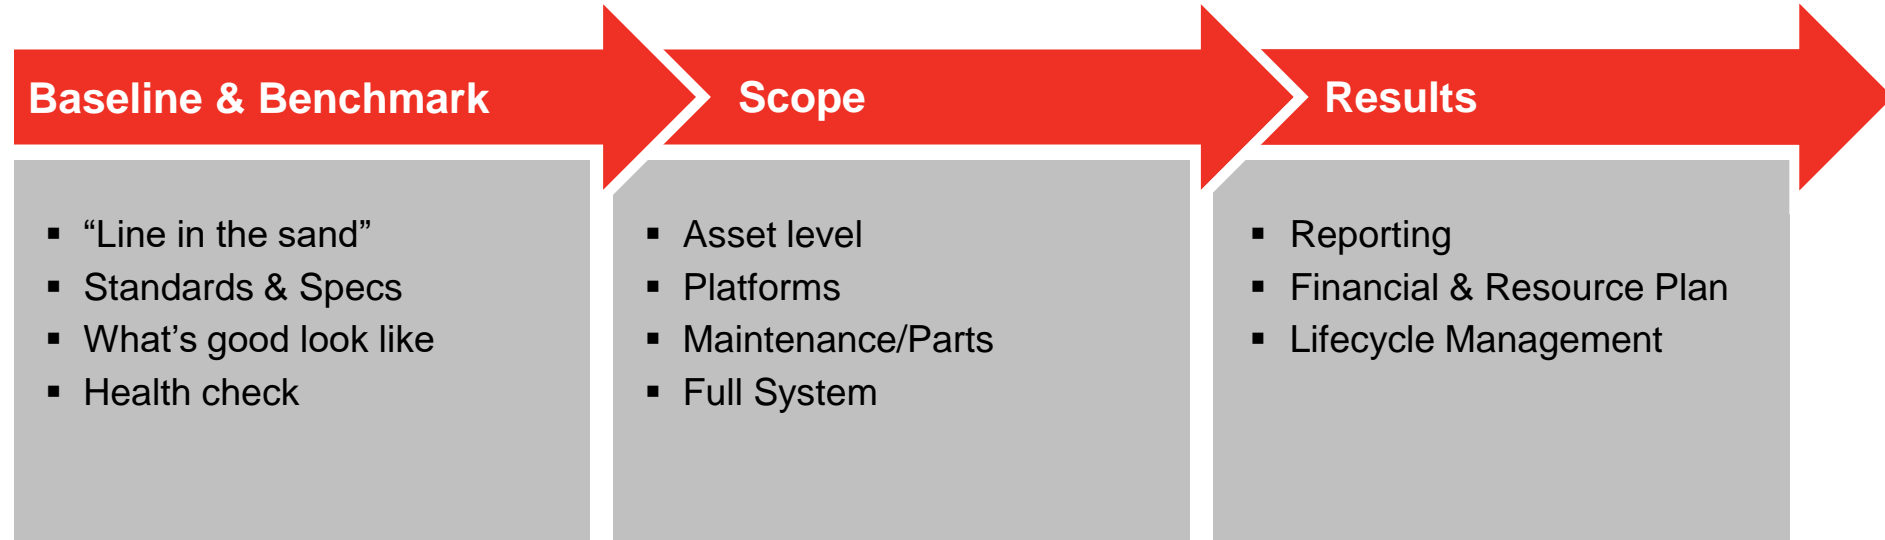 Baseline & Benchmark
▪ “Line in the sand”
▪ Standards & Specs
▪ What’s good look like
▪ Health check
Scope
▪ Asset level
▪ Platforms
▪ Maintenance/Parts
▪ Full System
Results
▪ Reporting
▪ Financial & Resource Plan
▪ Lifecycle Management